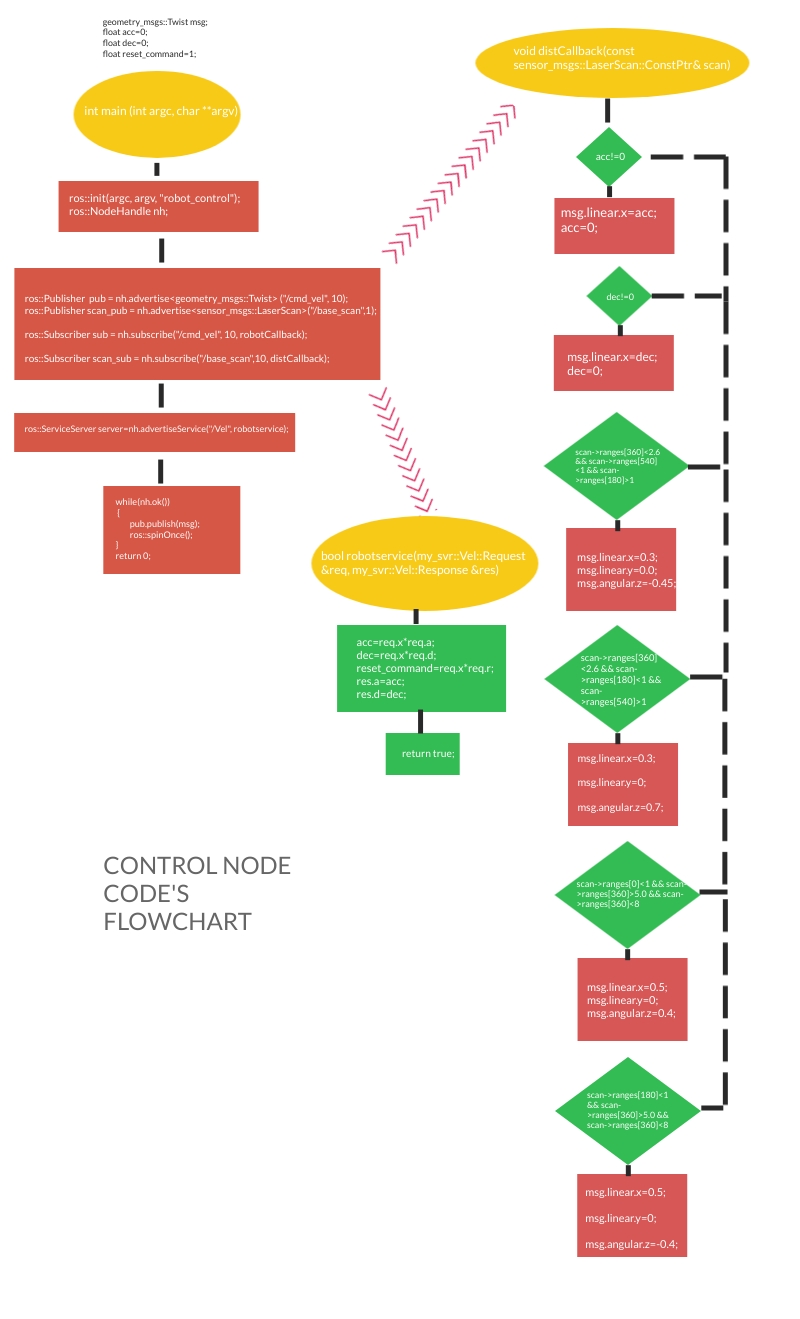 geometry_msgs::Twist msg;
float acc=0;
float dec=0;
float reset_command=1;
int main (int argc, char **argv)
ros::init(argc, argv, "robot_control");
ros::NodeHandle nh;
ros::Publisher pub = nh.advertise<geometry_msgs::Twist> ("/cmd_vel", 10);
ros::Publisher scan_pub = nh.advertise<sensor_msgs::LaserScan>("/base_scan",1);
ros::Subscriber sub = nh.subscribe("/cmd_vel", 10, robotCallback);
ros::Subscriber scan_sub = nh.subscribe("/base_scan",10, distCallback);
ros::ServiceServer server=nh.advertiseService("/Vel", robotservice);
while(nh.ok())
{
pub.publish(msg);
ros::spinOnce();
}
return 0;
bool robotservice(my_svr::Vel::Request
&req, my_svr::Vel::Response &res)
acc=req.x*req.a;
dec=req.x*req.d;
reset_command=req.x*req.r;
res.a=acc;
res.d=dec;
return true;
CONTROL NODE
CODE'S
FLOWCHART
void distCallback(const
sensor_msgs::LaserScan::ConstPtr& scan)
acc!=0
msg.linear.x=acc;
acc=0;
dec!=0
msg.linear.x=dec;
dec=0;
scan->ranges[360]<2.6
&& scan->ranges[540]
<1 && scan-
>ranges[180]>1
msg.linear.x=0.3;
msg.linear.y=0.0;
msg.angular.z=-0.45;
scan->ranges[360]
<2.6 && scan-
>ranges[180]<1 &&
scan-
>ranges[540]>1
msg.linear.x=0.3;
msg.linear.y=0;
msg.angular.z=0.7;
scan->ranges[0]<1 && scan-
>ranges[360]>5.0 && scan-
>ranges[360]<8
msg.linear.x=0.5;
msg.linear.y=0;
msg.angular.z=0.4;
scan->ranges[180]<1
&& scan-
>ranges[360]>5.0 &&
scan->ranges[360]<8
msg.linear.x=0.5;
msg.linear.y=0;
msg.angular.z=-0.4;